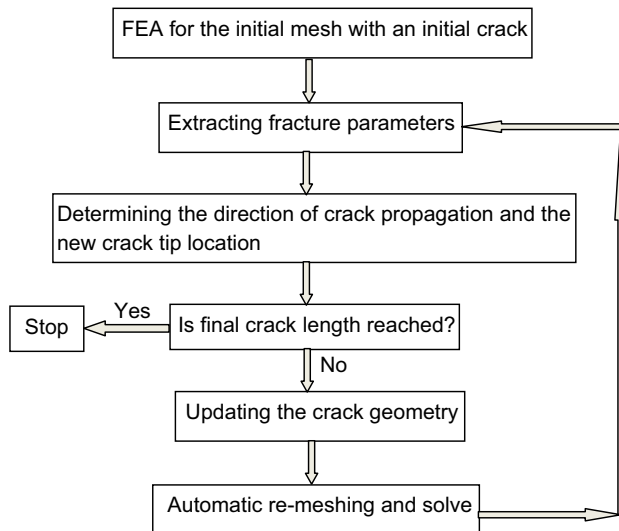 FEA for the initial mesh with an initial crack
Extracting fracture parameters
Determining the direction of crack propagation and the
new crack tip location
Yes
Stop
Is final crack length reached?
No
Updating the crack geometry
Automatic re-meshing and solve